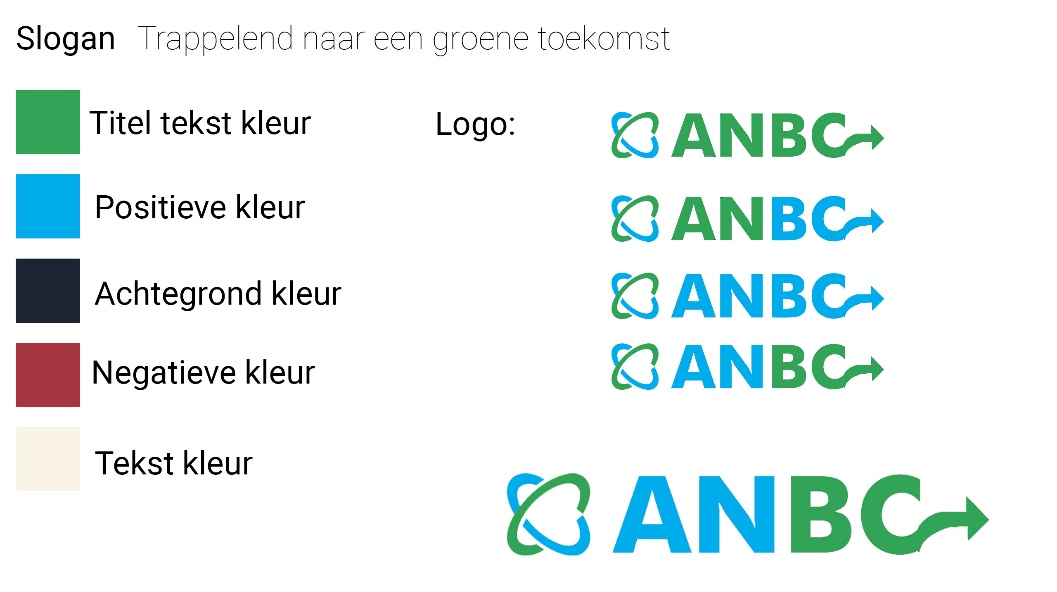 Slogan Trappelend naar een groene toekomst
Titel tekst kleur
Logo:
ANBC
Positieve kleur
ANBC
Achtegrond kleur
ANBC
Negatieve kleur
ANBC
Tekst kleur
ANBC